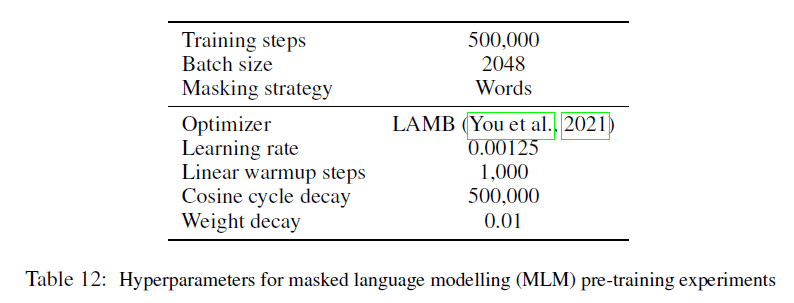 Training steps 500,000
Batch size 2048
Masking strategy Words
Optimizer LAMB (You et al., 2021)
Learning rate 0.00125
Linear warmup steps 1,000
Cosine cycle decay 500,000
Weight decay 0.01
Table 12: Hyperparameters for masked language modelling (MLM) pre-training experiments